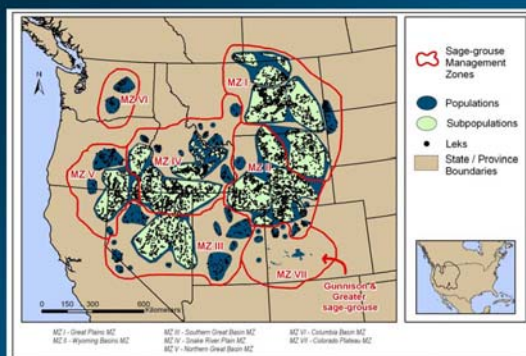 N
MZ I
MZ VI
MZ IV
MZ V
MZ II
MZ III
MZ VII
Gunnison &
Greater
sage-grouse
150
0
150
300
450
600
Kilometers
Sage-grouse
Management
Zones
Populations
Subpopulations
Leks
State / Province
Boundaries
MZ I - Great Plains MZ
MZ II - Wyoming Basins MZ
MZ III - Southern Great Basin MZ
MZ IV - Snake River Plain MZ
MZ V - Northern Great Basin MZ
MZ VI - Columbia Basin MZ
MZ VII - Colorado Plateau MZ